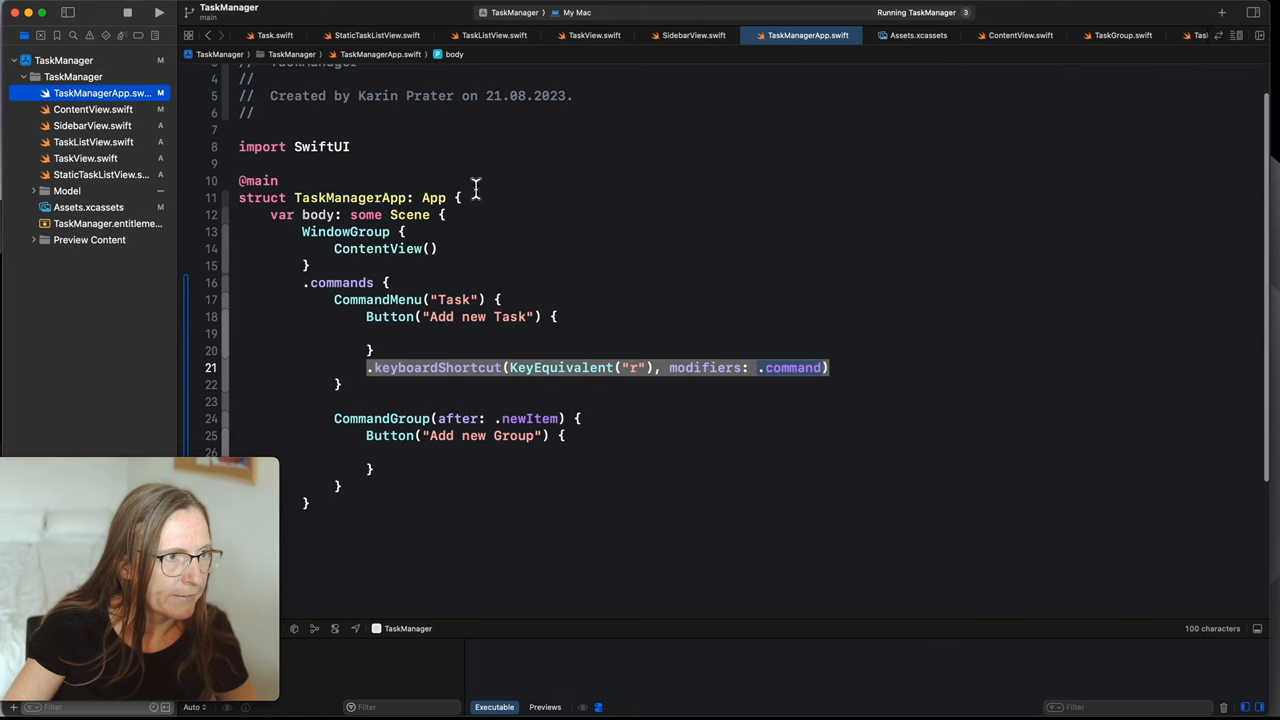 TaskManager
main
TaskManager
My Mac
Running TaskManager
3
Task.swift
StaticTaskListView.swift
TaskListView.swift
TaskView.swift
SidebarView.swift
TaskManagerApp.swift
Assets.xcassets
ContentView.swift
TaskGroup.swift
TaskManager
TaskManager
TaskManagerApp.swift
body
TaskManager M
TaskManager
TaskManagerApp.sw... M
ContentView.swift M
SidebarView.swift A
TaskListView.swift A
TaskView.swift A
StaticTaskListView.s... A
Model
Assets.xcassets A
TaskManager.entitleme... A
Preview Content
// TaskManager
4 //
5 // Created by Karin Prater on 21.08.2023.
6 //
7
8 import SwiftUI
9
10 @main
11 struct TaskManagerApp: App {
12 var body: some Scene {
13 WindowGroup {
14 ContentView()
15 }
16 .commands {
17 CommandMenu("Task") {
18 Button("Add new Task") {
19
20 }
21 .keyboardShortcut(KeyEquivalent("r"), modifiers: .command)
22 }
23
24 CommandGroup(after: .newItem) {
25 Button("Add new Group") {
26
}
}
}
TaskManager
100 characters
Filter
Auto
Filter
Executable
Previews
Filter